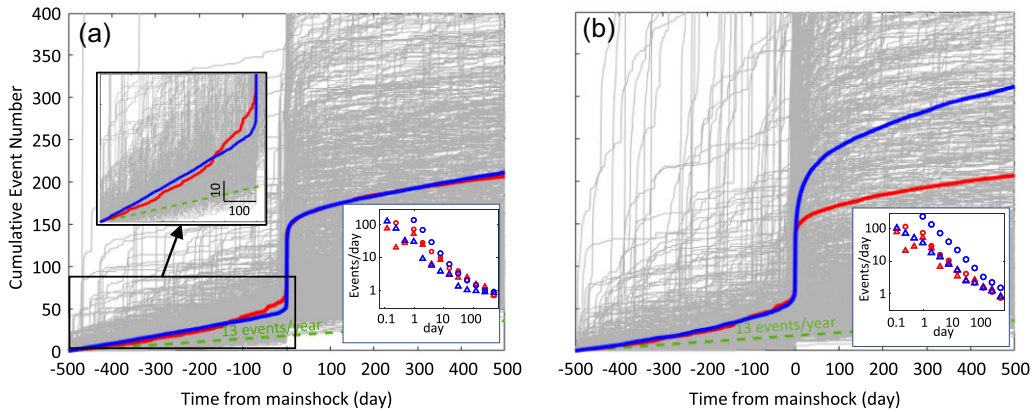 (a)
Cumulative Event Number
400
350
300
250
200
150
100
50
0
-500 -400 -300 -200 -100 0 100 200 300 400 500
Time from mainshock (day)
10
100
13 events/year
Events/day
100
10
1
0.1 1 10 100
day
(b)
-500 -400 -300 -200 -100 0 100 200 300 400 500
Time from mainshock (day)
13 events/year
Events/day
100
10
1
0.1 1 10 100
day